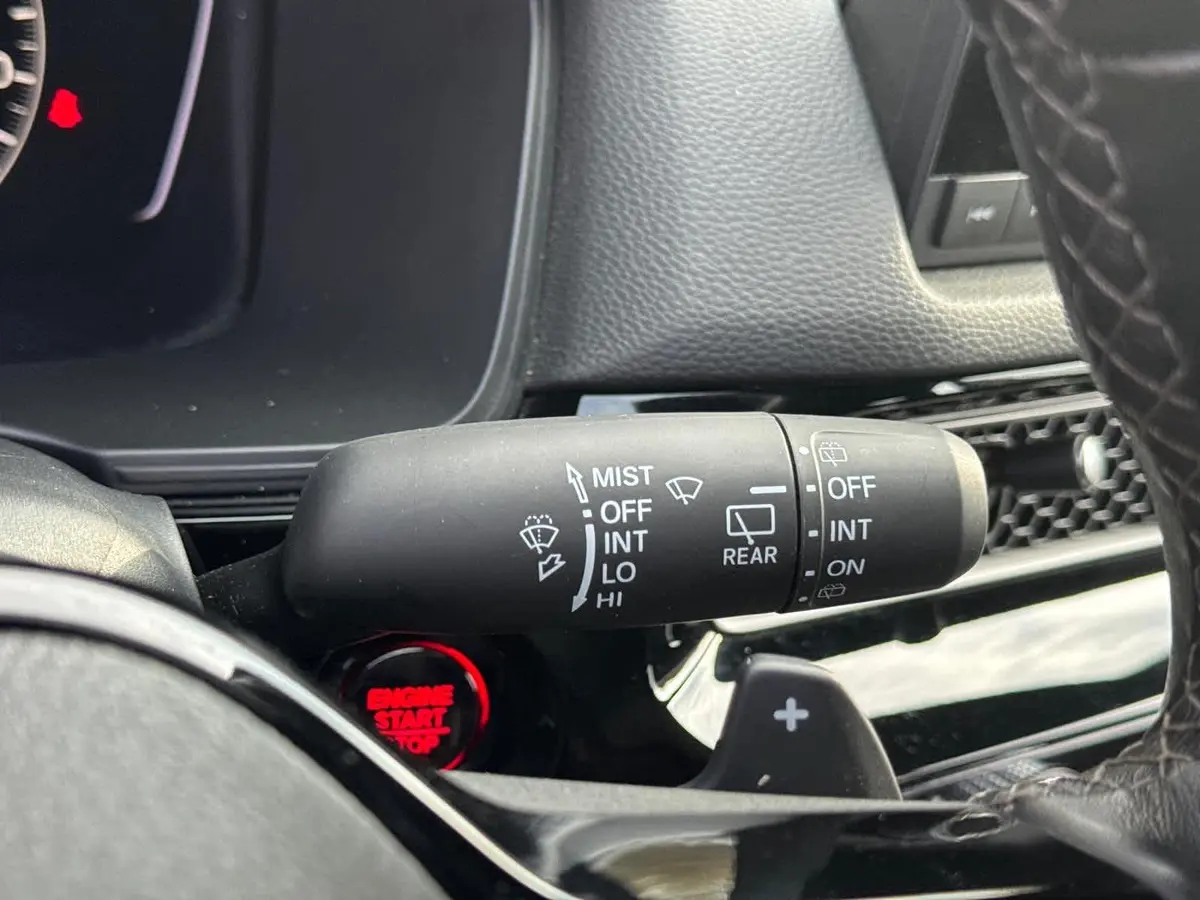 MIST
OFF
INT
LO
HI
REAR
OFF
INT
ON
ENGINE
START
STOP
+